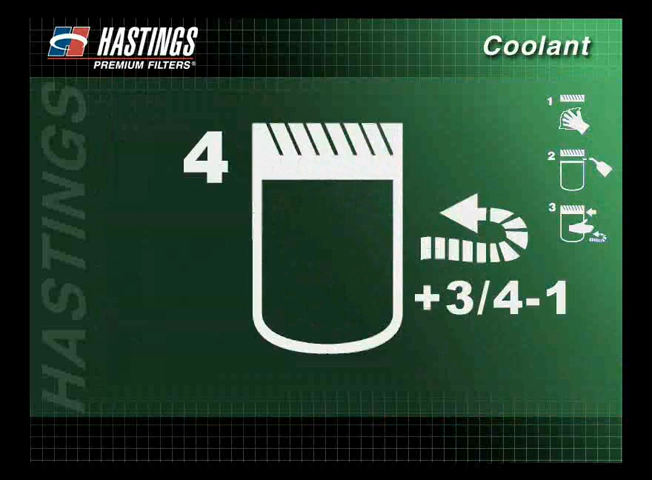 HASTINGS
PREMIUM FILTERS®
Coolant
HASTINGS
4
+3/4-1
1
2
3